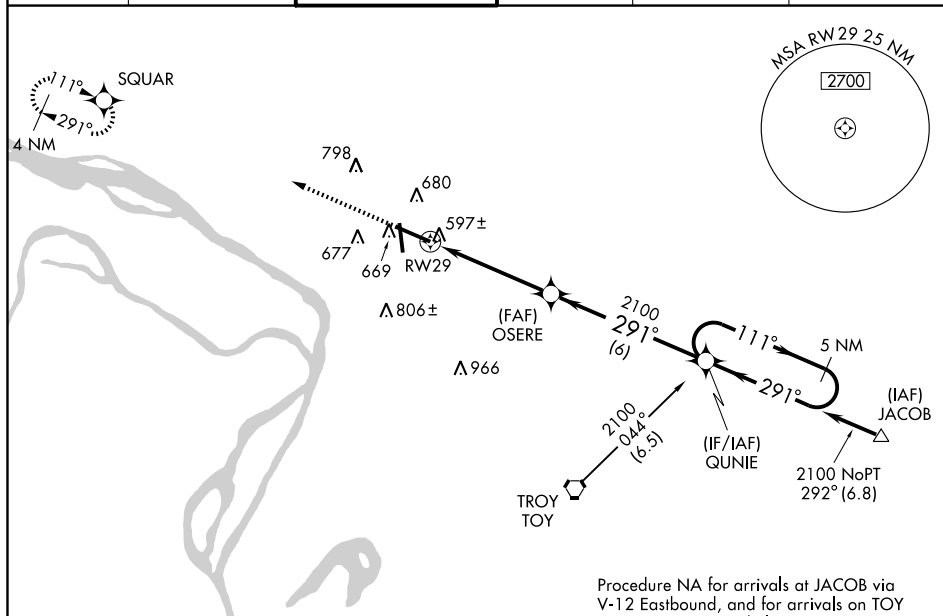 MSA RW29 25 NM
2700
111°
SQUAR
291°
4 NM
798
680
597±
677
669
RW29
806±
966
(FAF)
OSERE
2100
291°
(6)
111°
5 NM
291°
(IAF)
JACOB
(IF/IAF)
QUNIE
2100 NoPT
292° (6.8)
2100
044°
(6.5)
TROY
TOY
Procedure NA for arrivals at JACOB via
V-12 Eastbound, and for arrivals on TOY